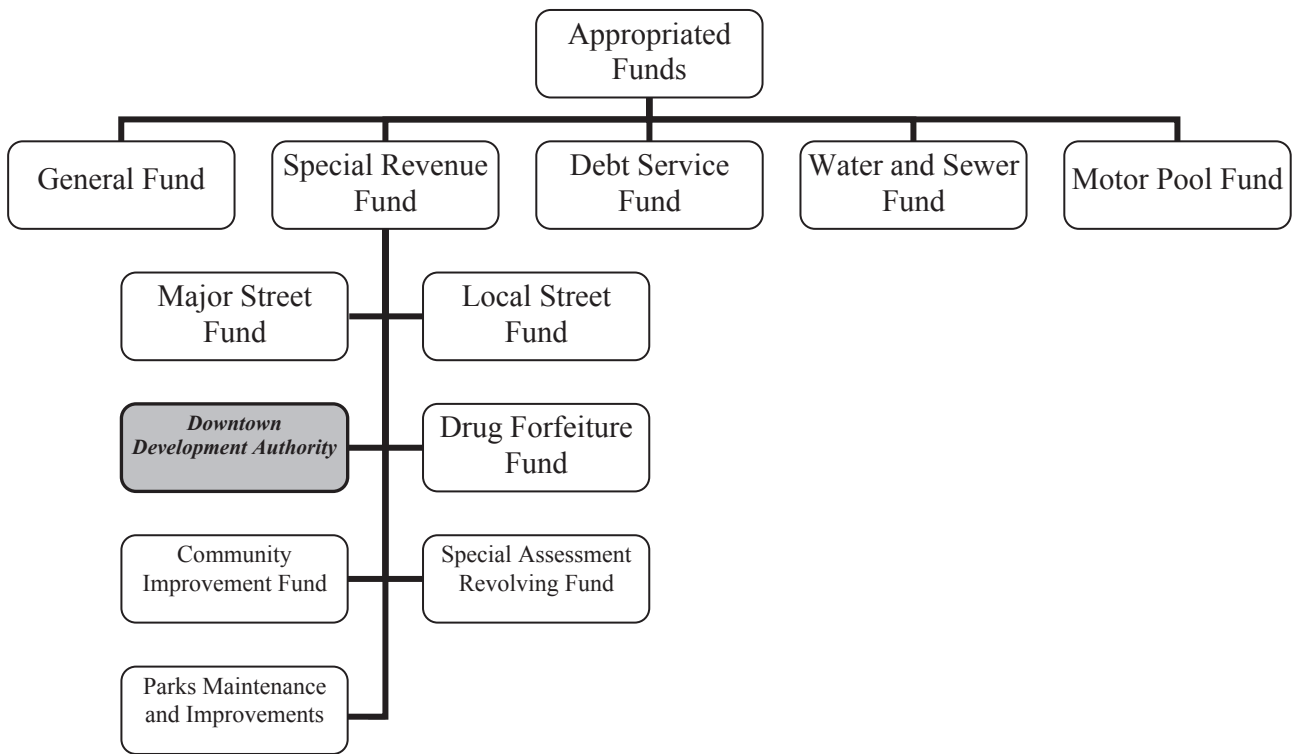 Appropriated
Funds
General Fund
Special Revenue
Fund
Debt Service
Fund
Water and Sewer
Fund
Motor Pool Fund
Major Street
Fund
Local Street
Fund
Downtown
Development Authority
Drug Forfeiture
Fund
Community
Improvement Fund
Special Assessment
Revolving Fund
Parks Maintenance
and Improvements